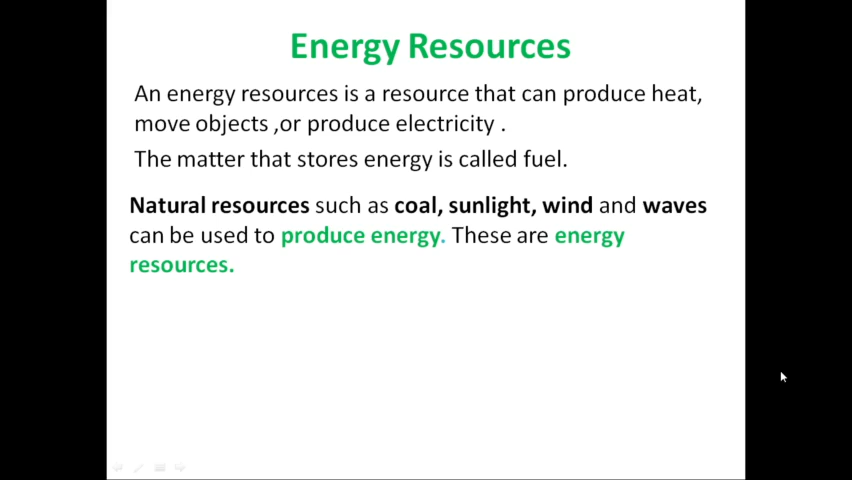 Energy Resources
An energy resources is a resource that can produce heat,
move objects ,or produce electricity .
The matter that stores energy is called fuel.
Natural resources such as coal, sunlight, wind and waves
can be used to produce energy. These are energy
resources.